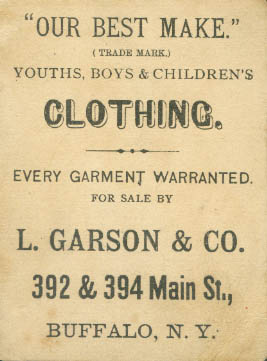 "OUR BEST MAKE."
( TRADE MARK.)
YOUTHS, BOYS & CHILDREN'S
CLOTHING.
EVERY GARMENT WARRANTED.
FOR SALE BY
L. GARSON & CO.
392 & 394 Main St.,
BUFFALO, N. Y.